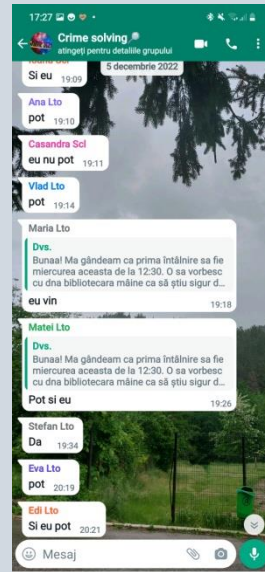 17:27
Crime solving
atingeți pentru detaliile grupului
5 decembrie 2022
Si eu 19:09
Ana Lto
pot 19:10
Casandra Scl
eu nu pot 19:11
Vlad Lto
pot 19:14
Maria Lto
Dvs.
Bunaa! Ma gândeam ca prima întâlnire sa fie
miercurea aceasta de la 12:30. O sa vorbesc
cu dna bibliotecara mâine ca să știu sigur d...
eu vin 19:18
Matei Lto
Dvs.
Bunaa! Ma gândeam ca prima întâlnire sa fie
miercurea aceasta de la 12:30. O sa vorbesc
cu dna bibliotecara mâine ca să știu sigur d...
Pot si eu 19:26
Stefan Lto
Da 19:34
Eva Lto
pot 20:19
Edi Lto
Si eu pot 20:21
Mesaj